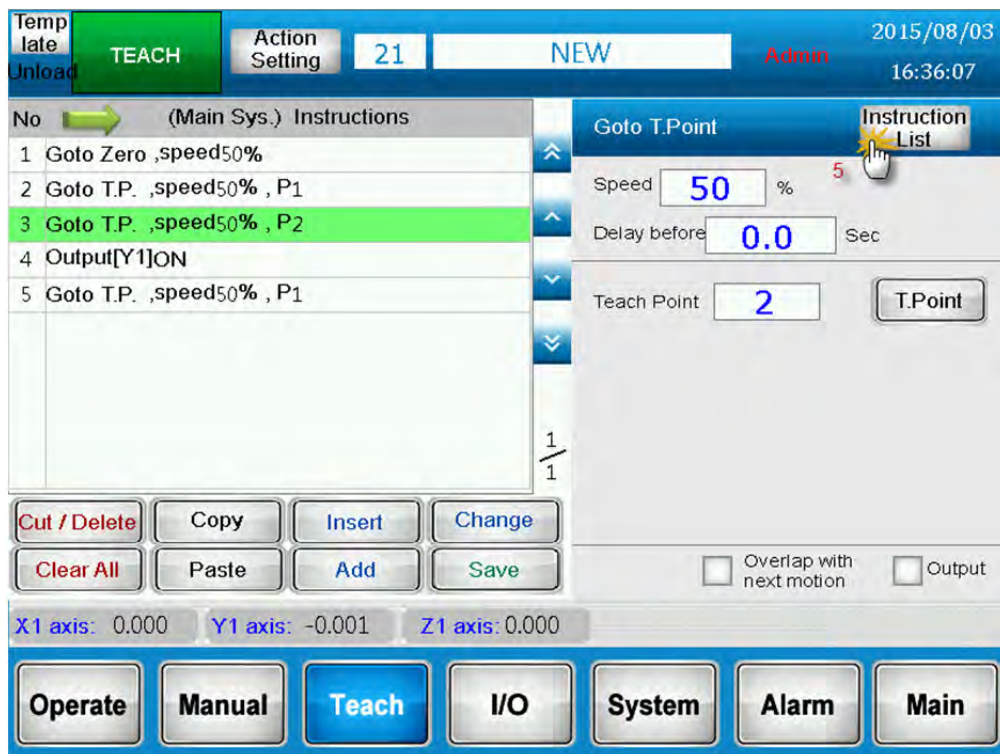 Temp
late
Unload
TEACH
Action
Setting
21
NEW
Admin
2015/08/03
16:36:07
No (Main Sys.) Instructions
1 Goto Zero ,speed50%
2 Goto T.P. ,speed50% , P1
3 Goto T.P. ,speed50% , P2
4 Output[Y1]ON
5 Goto T.P. ,speed50% , P1
1
1
Goto T.Point
Instruction
List
5
Speed 50 %
Delay before 0.0 Sec
Teach Point 2 T.Point
Overlap with
next motion
Output
Cut / Delete Copy Insert Change
Clear All Paste Add Save
X1 axis: 0.000 Y1 axis: -0.001 Z1 axis: 0.000
Operate Manual Teach I/O System Alarm Main